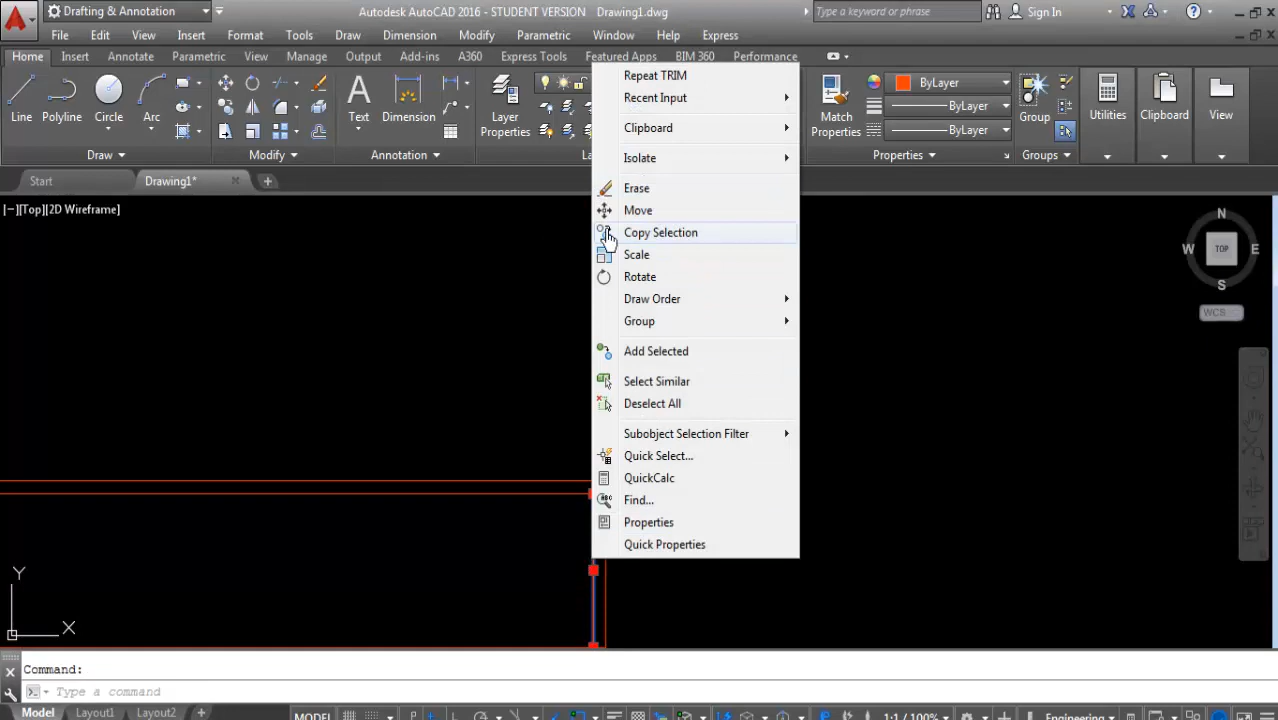 Drafting & Annotation
Autodesk AutoCAD 2016 - STUDENT VERSION Drawing1.dwg
Type a keyword or phrase
Sign In
File Edit View Insert Format Tools Draw Dimension Modify Parametric Window Help Express
Home Insert Annotate Parametric View Manage Output Add-ins A360 Express Tools Featured Apps BIM 360 Performance
Line Polyline Circle Arc
Text Dimension
Layer Properties
Match Properties
ByLayer
ByLayer
ByLayer
Group
Utilities Clipboard View
Draw Modify Annotation Properties Groups
Start Drawing1* +
[−][Top][2D Wireframe]
Repeat TRIM
Recent Input
Clipboard
Isolate
Erase
Move
Copy Selection
Scale
Rotate
Draw Order
Group
Add Selected
Select Similar
Deselect All
Subobject Selection Filter
Quick Select...
QuickCalc
Find...
Properties
Quick Properties
N
W TOP E
S
WCS
Y
X
Command:
Type a command
Model Layout1 Layout2 +
MODEL
1:1 / 100%
Engineering